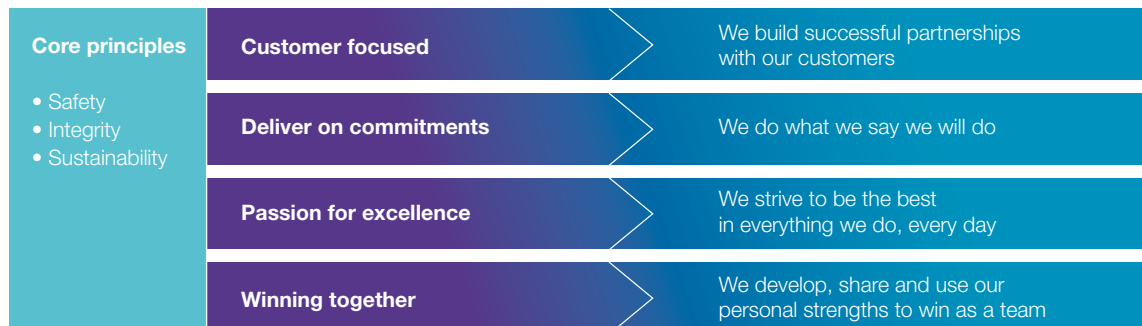 Core principles
• Safety
• Integrity
• Sustainability
Customer focused
We build successful partnerships
with our customers
Deliver on commitments
We do what we say we will do
Passion for excellence
We strive to be the best
in everything we do, every day
Winning together
We develop, share and use our
personal strengths to win as a team